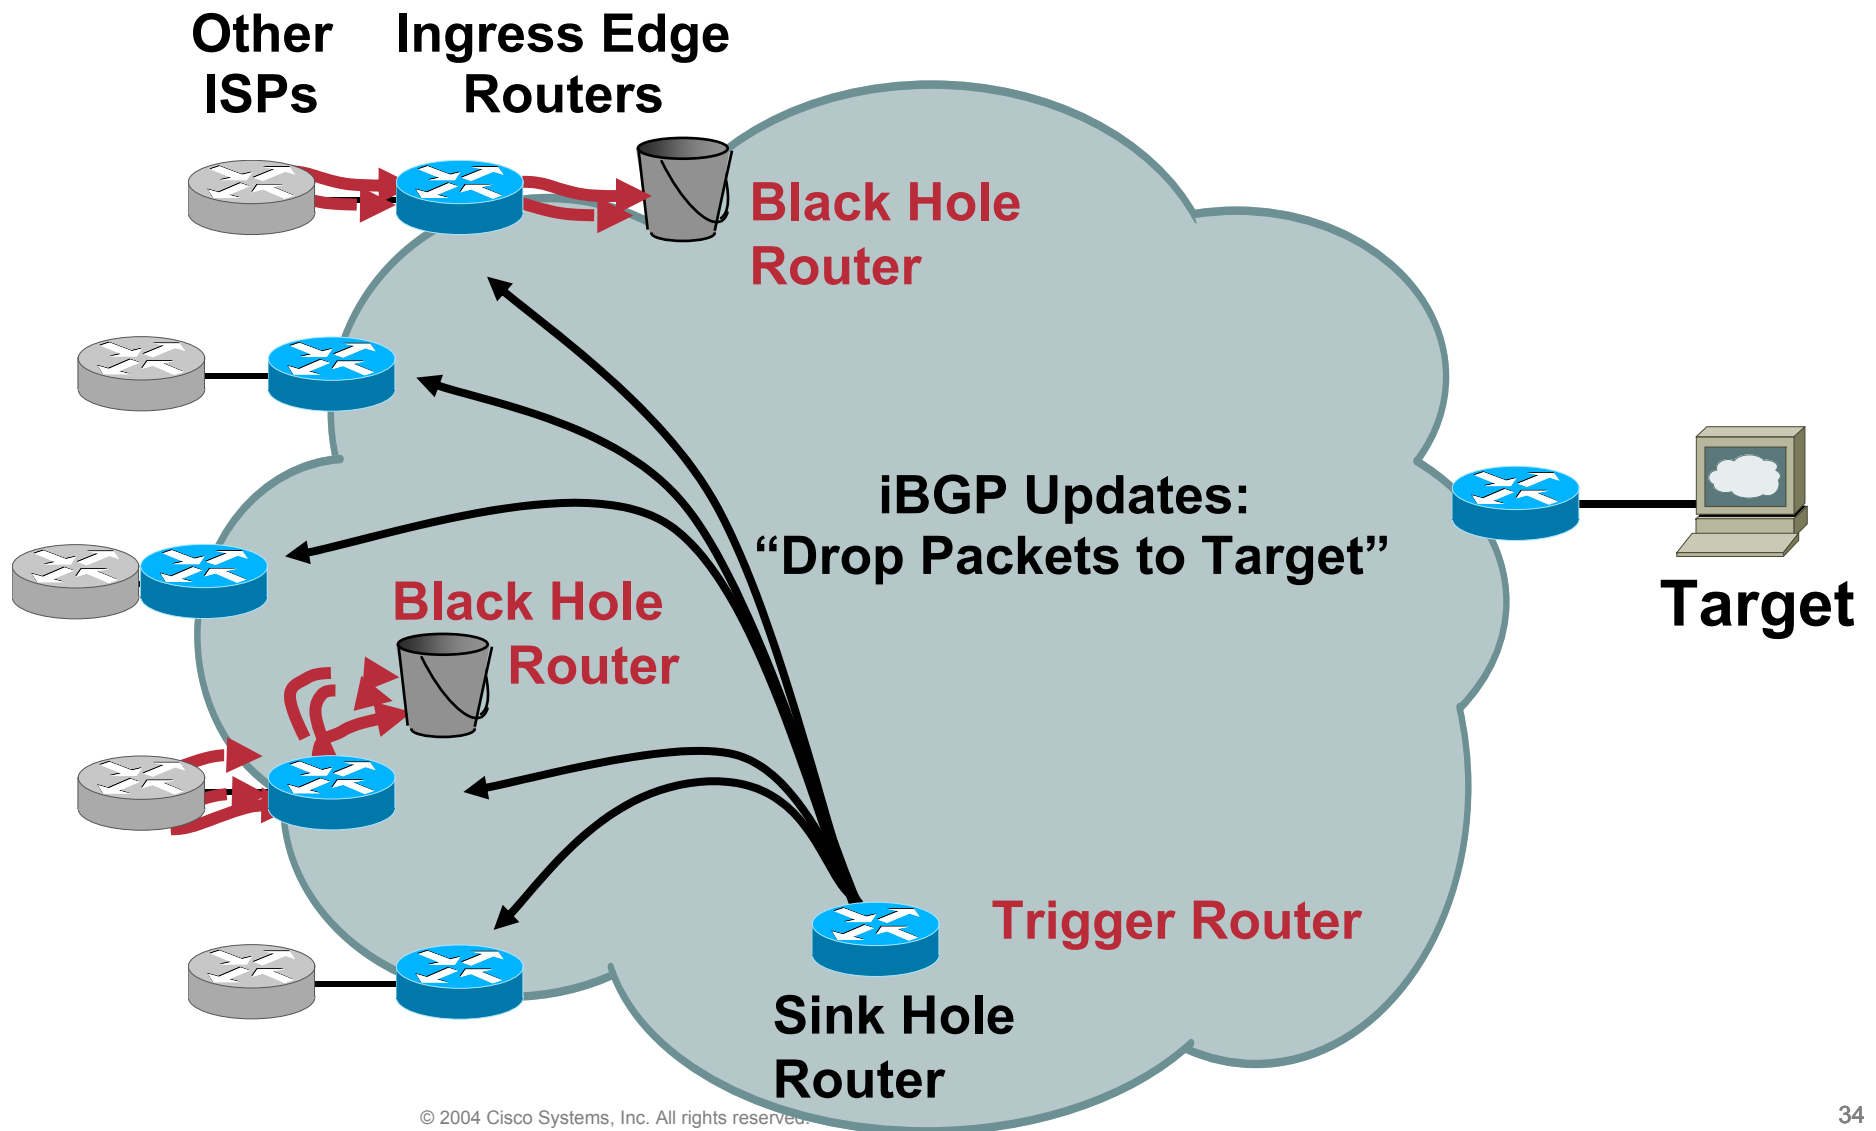 Other
ISPs
Ingress Edge
Routers
Black Hole
Router
iBGP Updates:
“Drop Packets to Target”
Target
Black Hole
Router
Trigger Router
Sink Hole
Router
© 2004 Cisco Systems, Inc. All rights reserved.
34